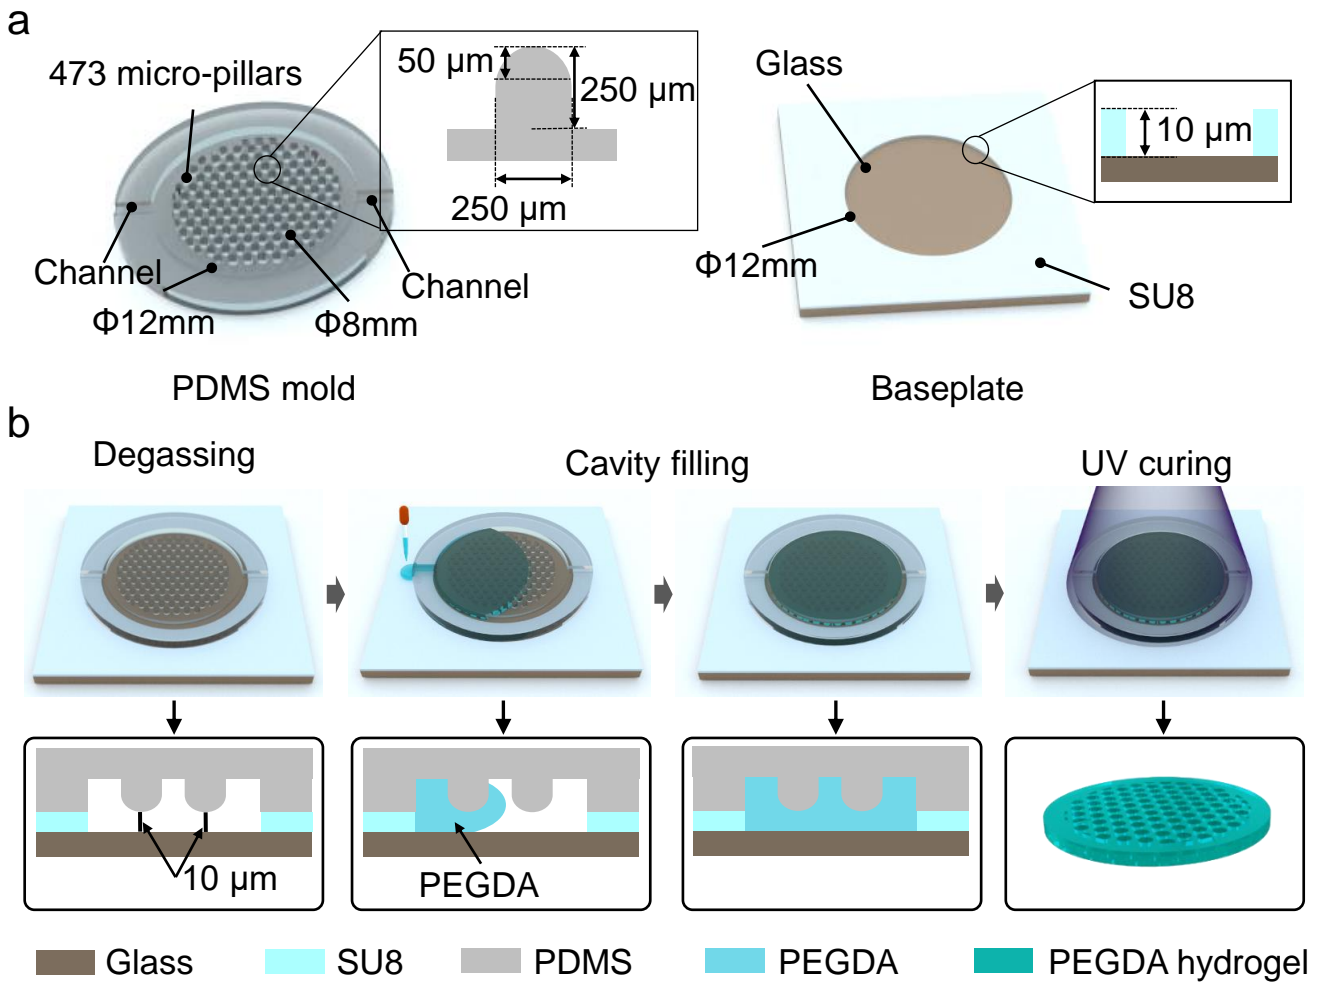 a
473 micro-pillars
50 μm
250 μm
250 μm
Channel
Channel
Φ12mm
Φ8mm
PDMS mold
Glass
10 μm
Φ12mm
SU8
Baseplate
b
Degassing
Cavity filling
UV curing
10 μm
PEGDA
Glass
SU8
PDMS
PEGDA
PEGDA hydrogel